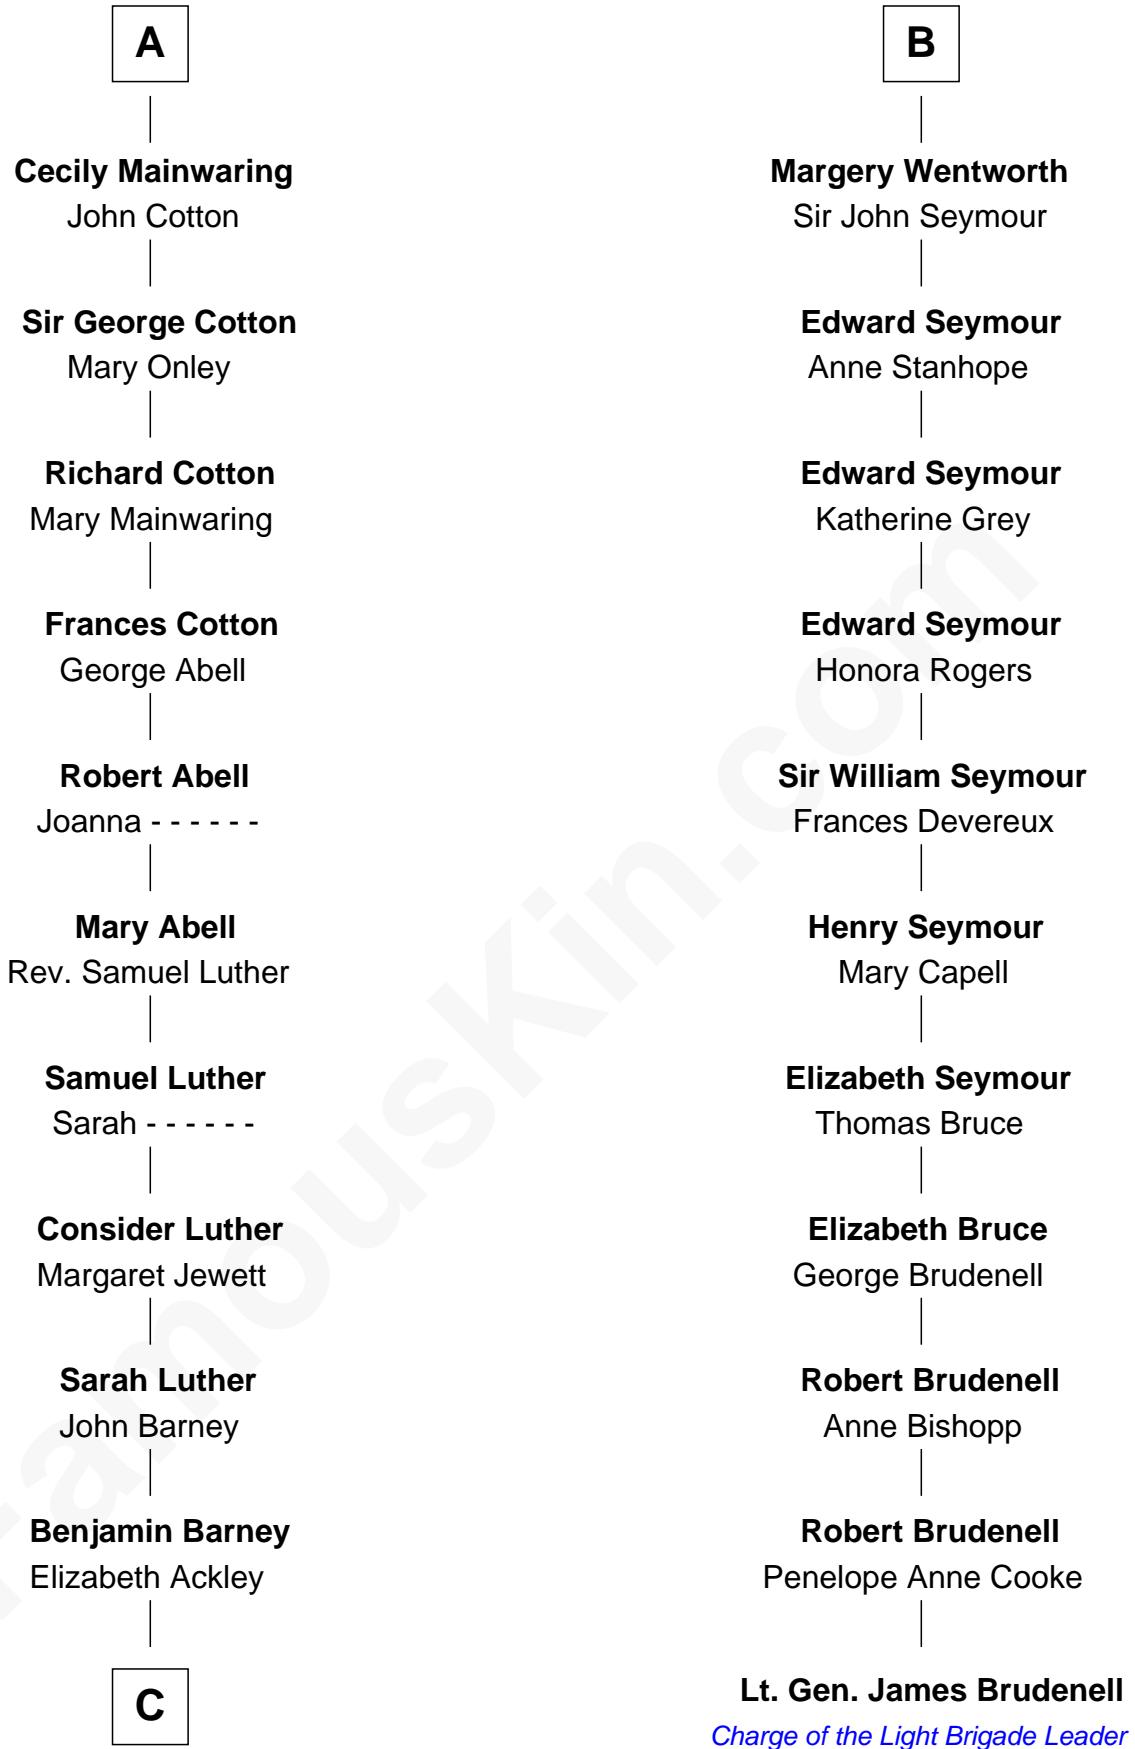 A
Cecily Mainwaring
John Cotton
Sir George Cotton
Mary Onley
Richard Cotton
Mary Mainwaring
Frances Cotton
George Abell
Robert Abell
Joanna - - - - - -
Mary Abell
Rev. Samuel Luther
Samuel Luther
Sarah - - - - - -
Consider Luther
Margaret Jewett
Sarah Luther
John Barney
Benjamin Barney
Elizabeth Ackley
C
B
Margery Wentworth
Sir John Seymour
Edward Seymour
Anne Stanhope
Edward Seymour
Katherine Grey
Edward Seymour
Honora Rogers
Sir William Seymour
Frances Devereux
Henry Seymour
Mary Capell
Elizabeth Seymour
Thomas Bruce
Elizabeth Bruce
George Brudenell
Robert Brudenell
Anne Bishopp
Robert Brudenell
Penelope Anne Cooke
Lt. Gen. James Brudenell
Charge of the Light Brigade Leader
FamousKin.com